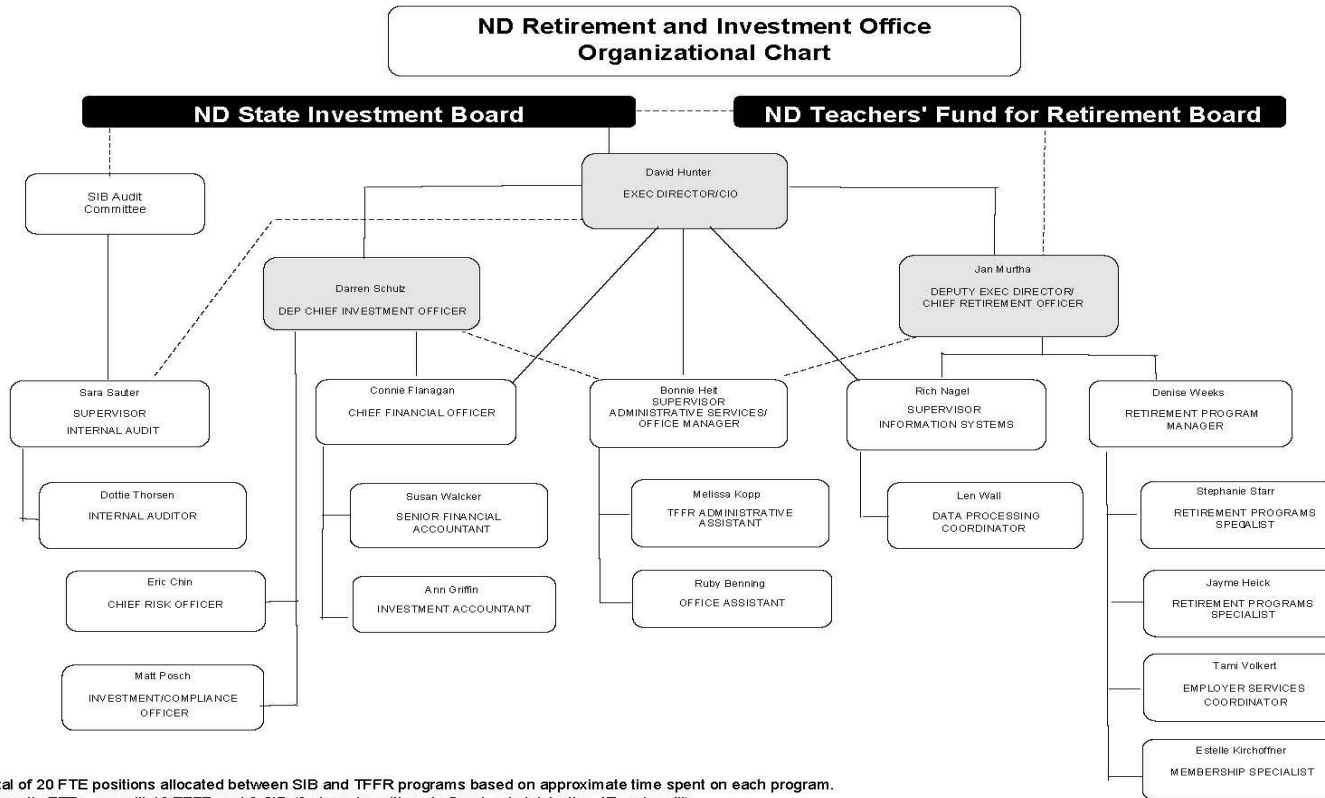 ND Retirement and Investment Office
Organizational Chart
ND State Investment Board
ND Teachers' Fund for Retirement Board
SIB Audit
Committee
David Hunter
EXEC DIRECTOR/CIO
Darren Schulz
DEP CHIEF INVESTMENT OFFICER
Jan Murtha
DEPUTY EXEC DIRECTOR/
CHIEF RETIREMENT OFFICER
Sara Sauter
SUPERVISOR
INTERNAL AUDIT
Connie Flanagan
CHIEF FINANCIAL OFFICER
Bonnie Heit
SUPERVISOR
ADMINISTRATIVE SERVICES/
OFFICE MANAGER
Rich Nagel
SUPERVISOR
INFORMATION SYSTEMS
Denise Weeks
RETIREMENT PROGRAM
MANAGER
Dottie Thorsen
INTERNAL AUDITOR
Susan Walcker
SENIOR FINANCIAL
ACCOUNTANT
Melissa Kopp
TFFR ADMINISTRATIVE
ASSISTANT
Len Wall
DATA PROCESSING
COORDINATOR
Stephanie Starr
RETIREMENT PROGRAMS
SPECIALIST
Eric Chin
CHIEF RISK OFFICER
Ann Griffin
INVESTMENT ACCOUNTANT
Ruby Benning
OFFICE ASSISTANT
Jayme Heick
RETIREMENT PROGRAMS
SPECIALIST
Matt Posch
INVESTMENT/COMPLIANCE
OFFICER
Tami Volkert
EMPLOYER SERVICES
COORDINATOR
Estelle Kirchoffner
MEMBERSHIP SPECIALIST
of 20 FTE positions allocated between SIB and TFFR programs based on approximate time spent on each program.